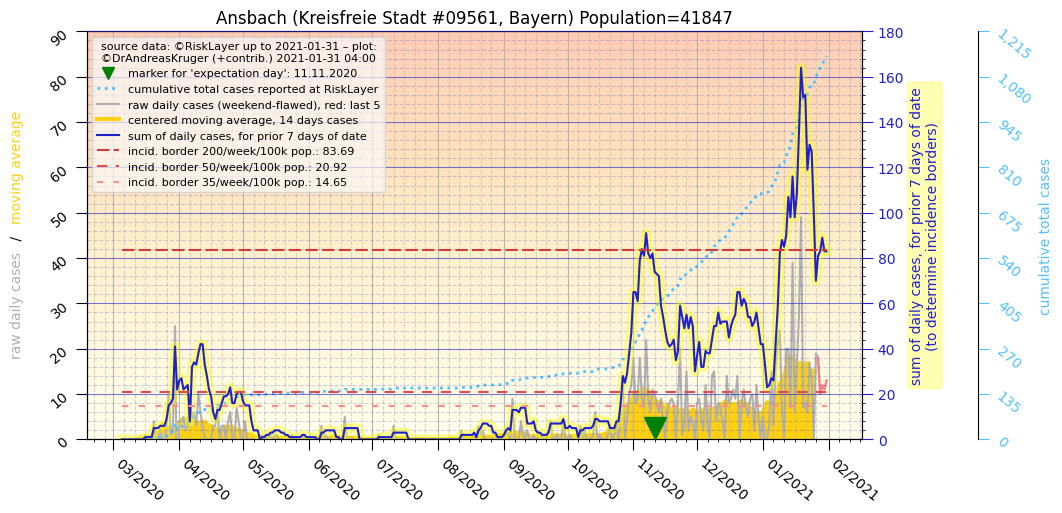 Ansbach (Kreisfreie Stadt #09561, Bayern) Population=41847
source data: ©RiskLayer up to 2021-01-31 – plot:
©DrAndreasKruger (+contrib.) 2021-01-31 04:00
marker for 'expectation day': 11.11.2020
cumulative total cases reported at RiskLayer
raw daily cases (weekend-flawed), red: last 5
centered moving average, 14 days cases
sum of daily cases, for prior 7 days of date
incid. border 200/week/100k pop.: 83.69
incid. border 50/week/100k pop.: 20.92
incid. border 35/week/100k pop.: 14.65
raw daily cases / moving average
90
80
70
60
50
40
30
20
10
0
03/2020
04/2020
05/2020
06/2020
07/2020
08/2020
09/2020
10/2020
11/2020
12/2020
01/2021
02/2021
180
160
140
120
100
80
60
40
20
0
sum of daily cases, for prior 7 days of date
(to determine incidence borders)
1,215
1,080
945
810
675
540
405
270
135
0
cumulative total cases